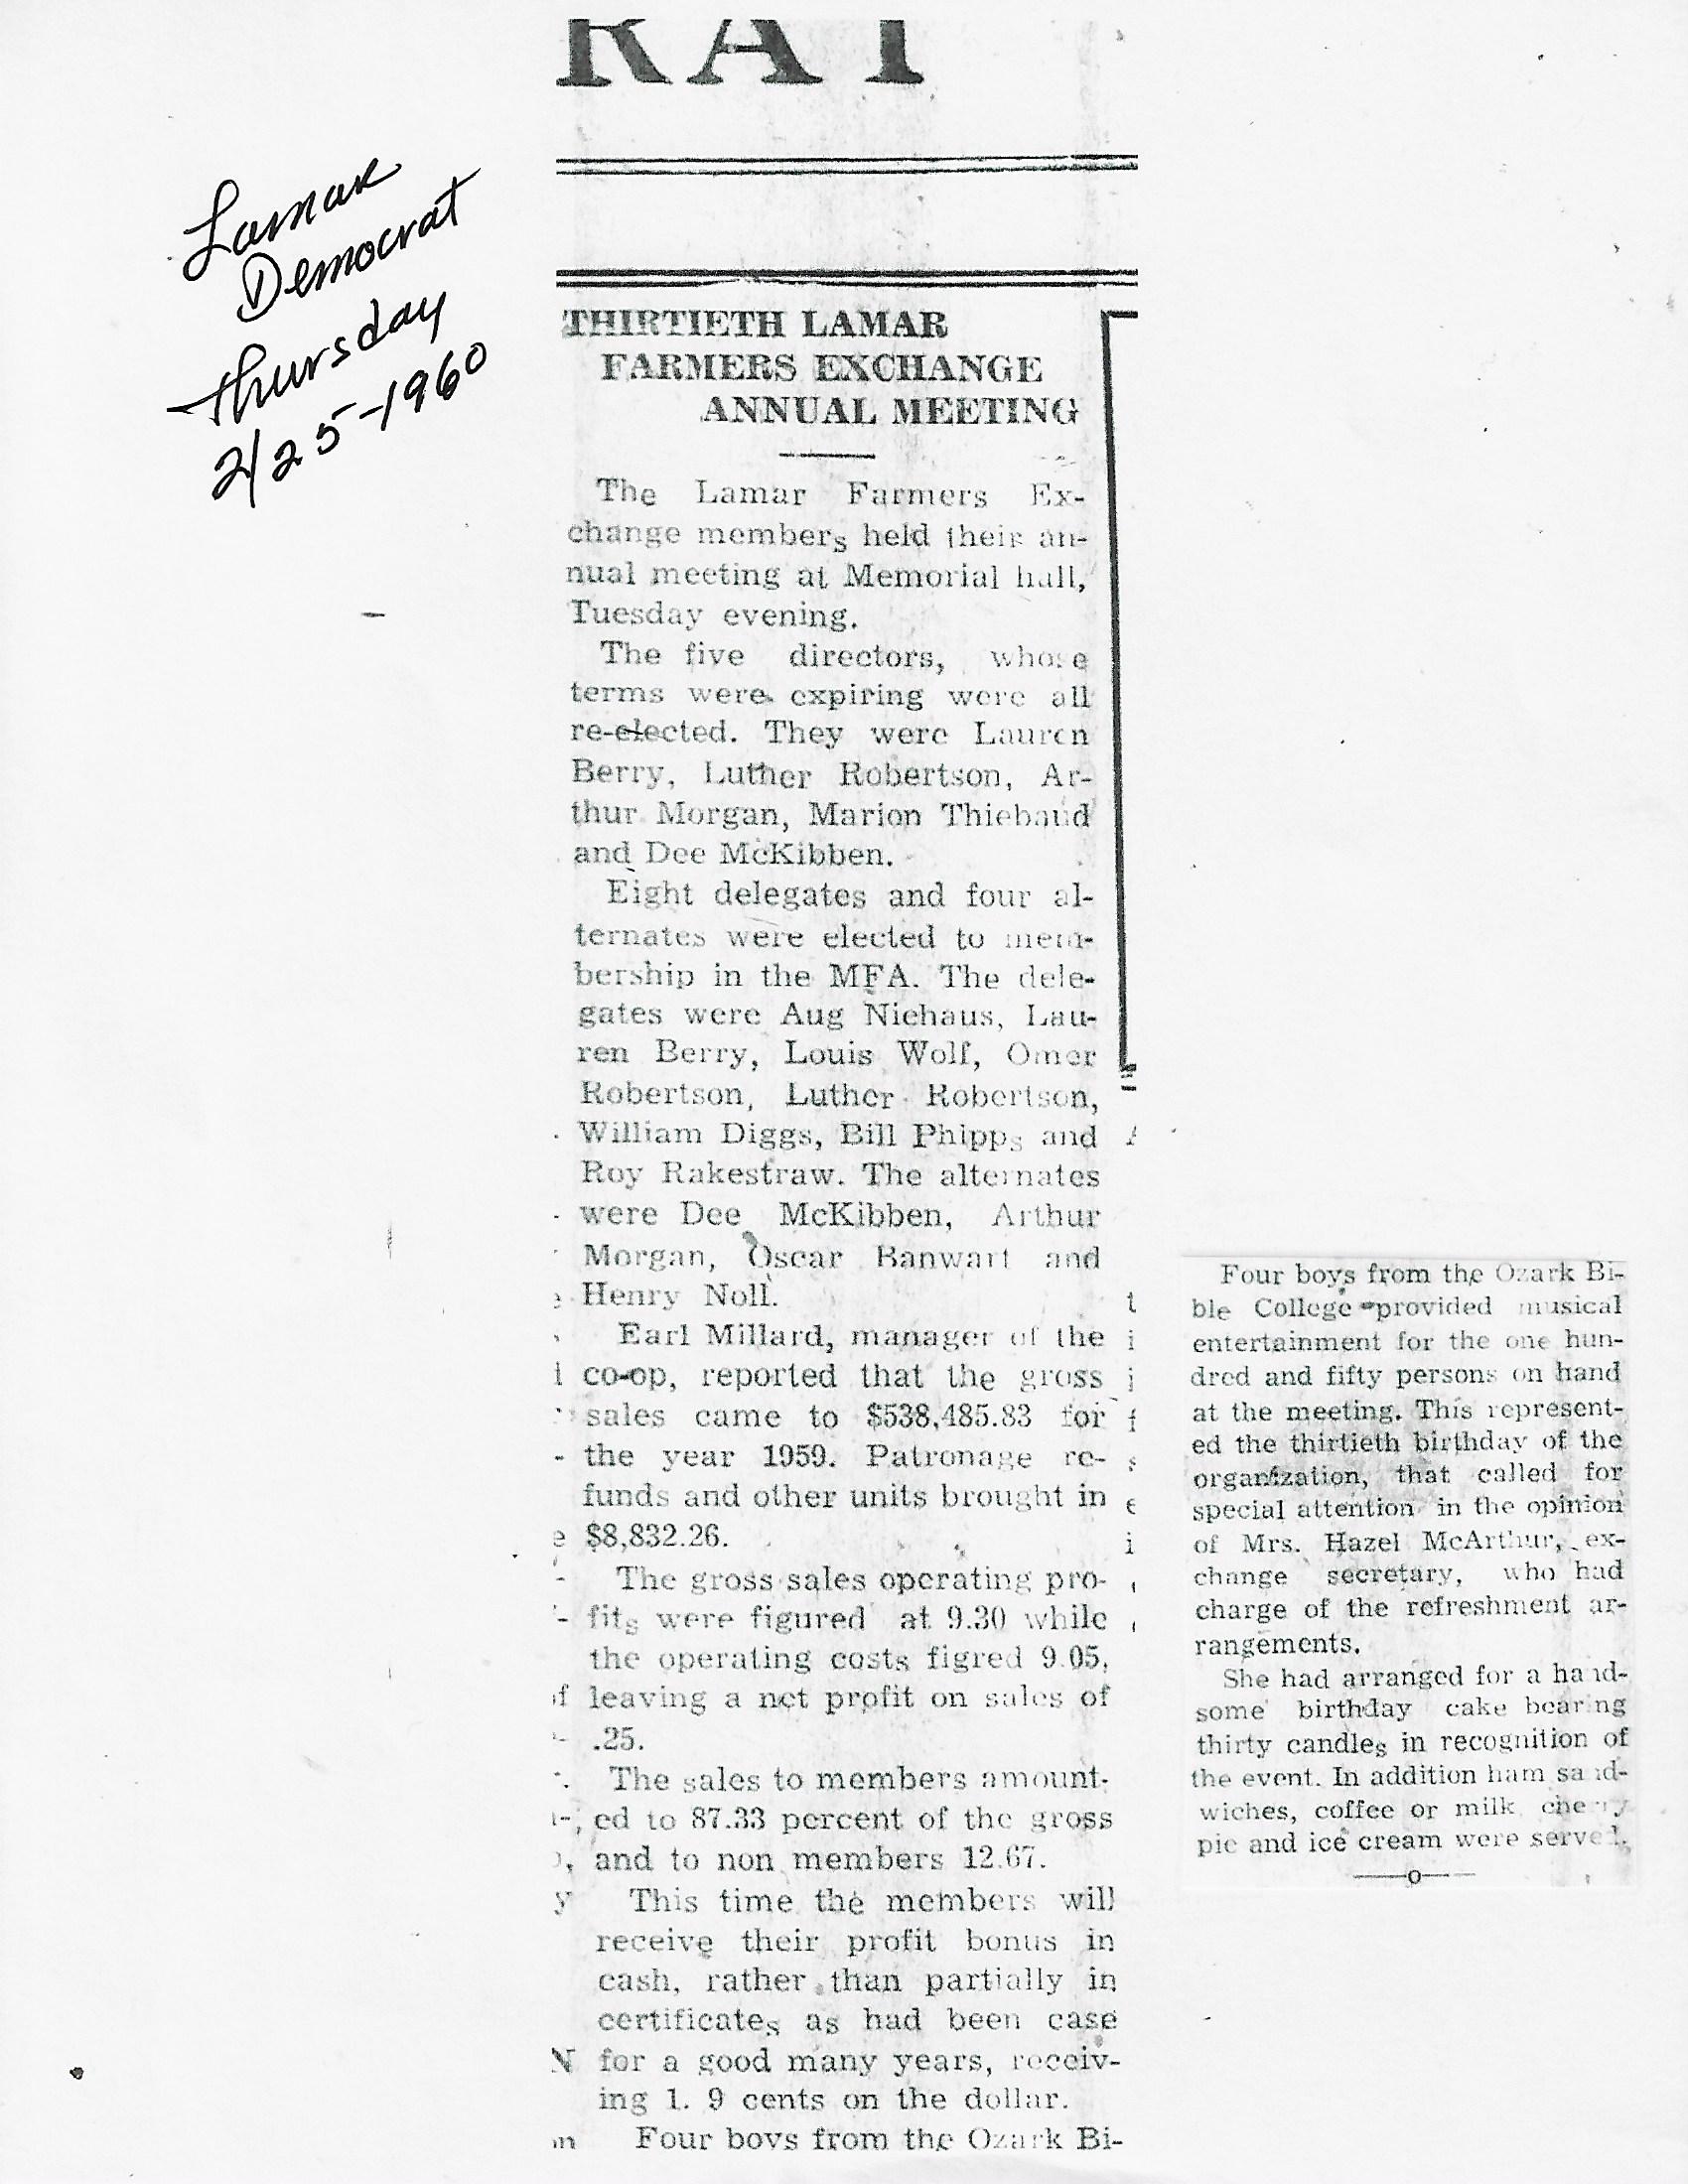 RAT
Lamar
Democrat
Thursday
2/25-1960
THIRTIETH LAMAR
FARMERS EXCHANGE
ANNUAL MEETING
The Lamar Farmers Ex-
change members held their an-
nual meeting at Memorial hall,
Tuesday evening.
The five directors, whose
terms were expiring were all
re-elected. They were Lauren
Berry, Luther Robertson, Ar-
thur Morgan, Marion Thiebaud
and Dee McKibben.
Eight delegates and four al-
ternates were elected to mem-
bership in the MFA. The dele-
gates were Aug Niehaus, Lau-
ren Berry, Louis Wolf, Omer
Robertson, Luther Robertson,
William Diggs, Bill Phipps and
Roy Rakestraw. The alternates
were Dee McKibben, Arthur
Morgan, Oscar Banwart and
Henry Noll.
Earl Millard, manager of the
co-op, reported that the gross
sales came to $538,485.83 for
the year 1959. Patronage re-
funds and other units brought in
$8,832.26.
The gross sales operating pro-
fits were figured at 9.30 while
the operating costs figred 9.05,
leaving a net profit on sales of
.25.
The sales to members amount-
ed to 87.33 percent of the gross
and to non members 12.67.
This time the members will
receive their profit bonus in
cash, rather than partially in
certificates as had been case
for a good many years, receiv-
ing 1. 9 cents on the dollar.
Four boys from the Ozark Bi-
Four boys from the Ozark Bi-
ble College provided musical
entertainment for the one hun-
dred and fifty persons on hand
at the meeting. This represent-
ed the thirtieth birthday of the
organization, that called for
special attention in the opinion
of Mrs. Hazel McArthur, ex-
change secretary, who had
charge of the refreshment ar-
rangements.
She had arranged for a hand-
some birthday cake bearing
thirty candles in recognition of
the event. In addition ham sand-
wiches, coffee or milk cherry
pie and ice cream were served.
——o——